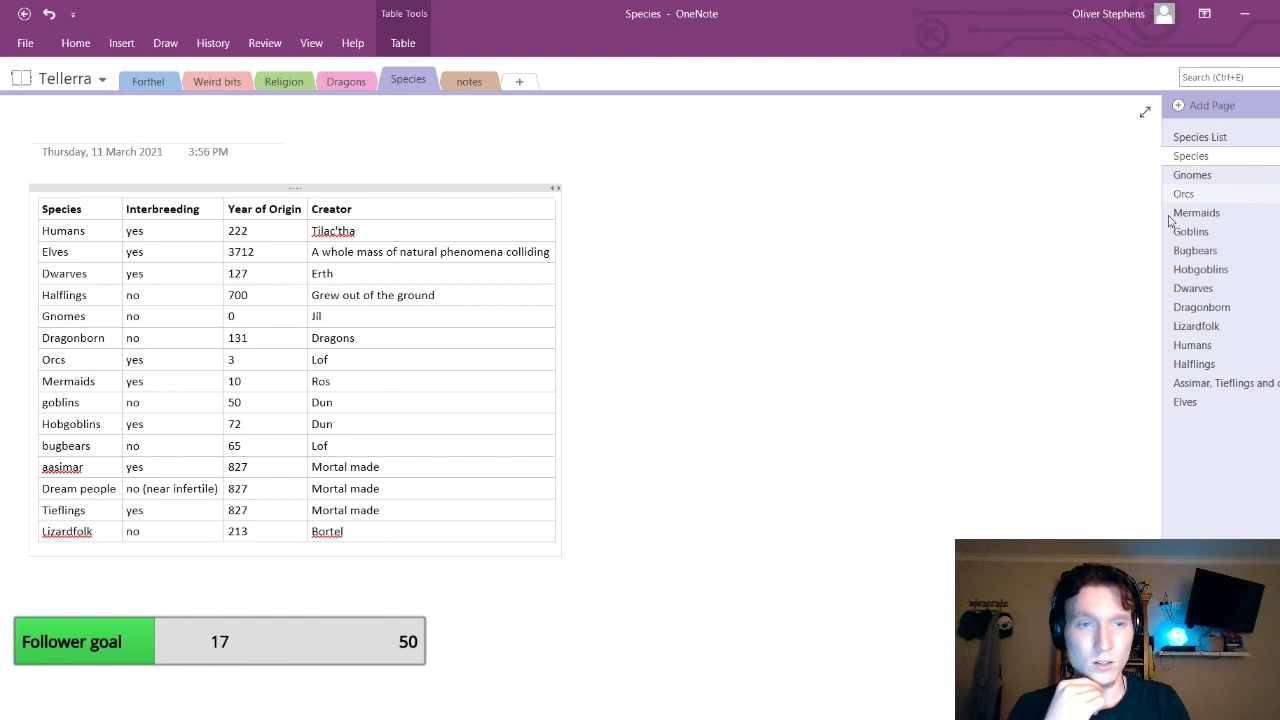 Table Tools
Species - OneNote
Oliver Stephens
File Home Insert Draw History Review View Help Table
Tellerra Forthel Weird bits Religion Dragons Species notes
Search (Ctrl+E)
Add Page
Thursday, 11 March 2021 3:56 PM
Species Interbreeding Year of Origin Creator
Humans yes 222 Tilac'tha
Elves yes 3712 A whole mass of natural phenomena colliding
Dwarves yes 127 Erth
Halflings no 700 Grew out of the ground
Gnomes no 0 Jíl
Dragonborn no 131 Dragons
Orcs yes 3 Lof
Mermaids yes 10 Ros
goblins no 50 Dun
Hobgoblins yes 72 Dun
bugbears no 65 Lof
aasimar yes 827 Mortal made
Dream people no (near infertile) 827 Mortal made
Tieflings yes 827 Mortal made
Lizardfolk no 213 Bortel
Species List
Species
Gnomes
Orcs
Mermaids
Goblins
Bugbears
Hobgoblins
Dwarves
Dragonborn
Lizardfolk
Humans
Halflings
Assimar, Tieflings and
Elves
Follower goal 17 50